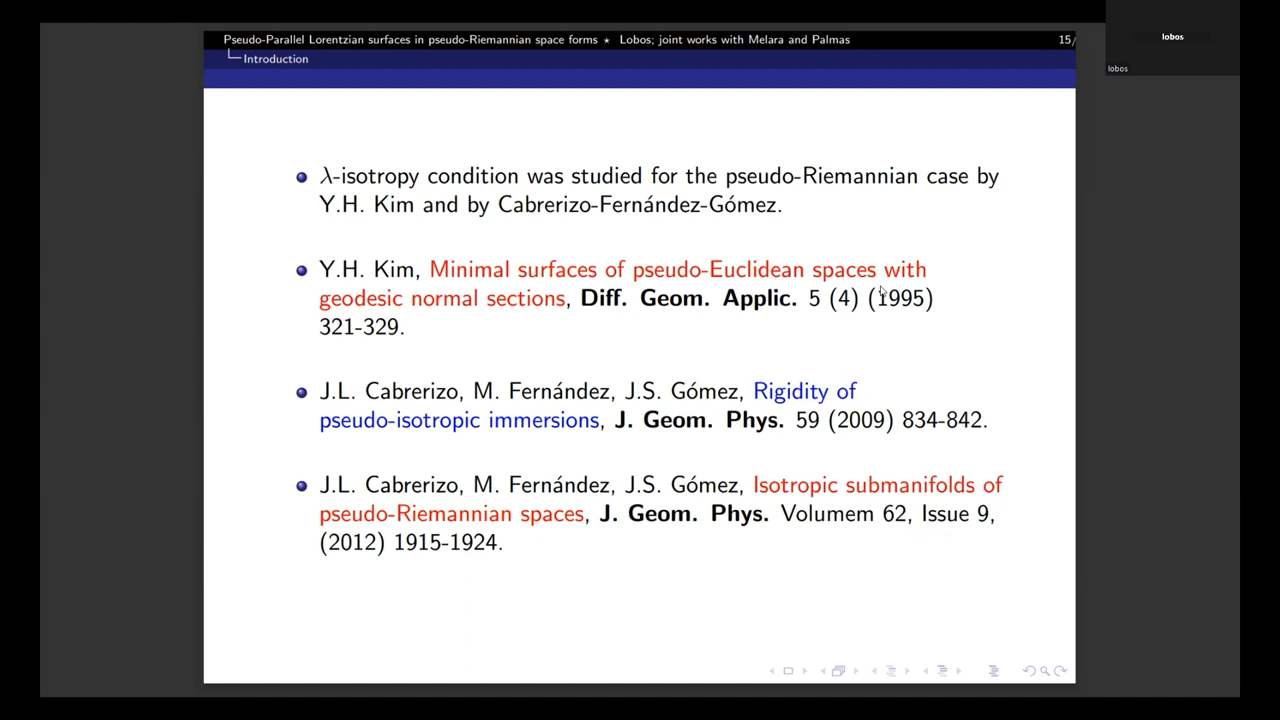 Pseudo-Parallel Lorentzian surfaces in pseudo-Riemannian space forms ⋆ Lobos; joint works with Melara and Palmas 15/
Introduction
lobos
lobos
λ-isotropy condition was studied for the pseudo-Riemannian case by
Y.H. Kim and by Cabrerizo-Fernández-Gómez.
Y.H. Kim, Minimal surfaces of pseudo-Euclidean spaces with
geodesic normal sections, Diff. Geom. Applic. 5 (4) (1995)
321-329.
J.L. Cabrerizo, M. Fernández, J.S. Gómez, Rigidity of
pseudo-isotropic immersions, J. Geom. Phys. 59 (2009) 834-842.
J.L. Cabrerizo, M. Fernández, J.S. Gómez, Isotropic submanifolds of
pseudo-Riemannian spaces, J. Geom. Phys. Volumem 62, Issue 9,
(2012) 1915-1924.